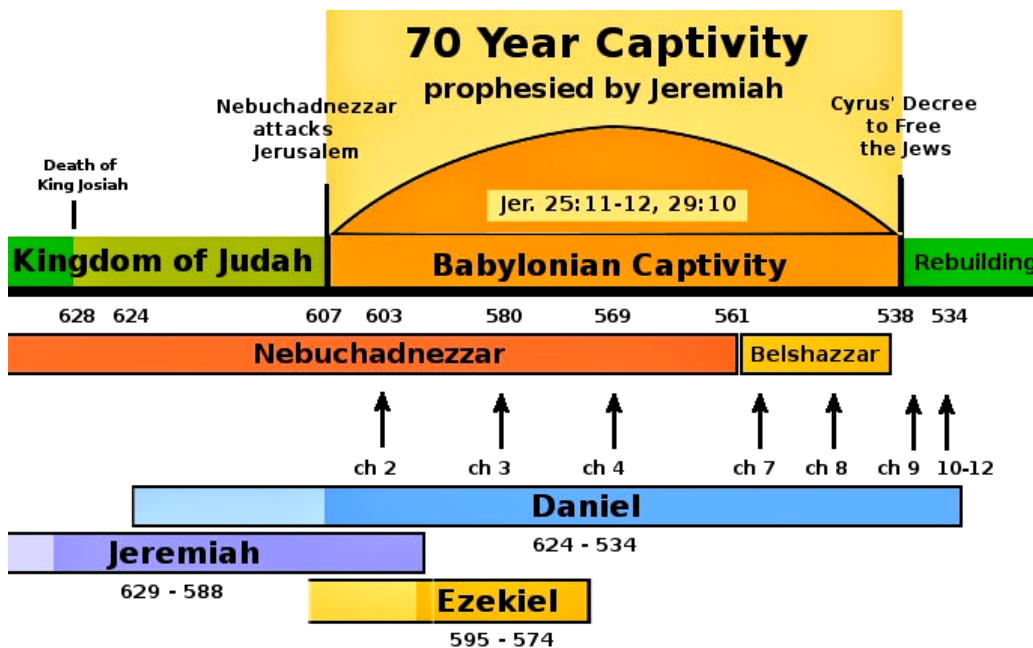 70 Year Captivity
prophesied by Jeremiah
Nebuchadnezzar
attacks
Jerusalem
Cyrus' Decree
to Free
the Jews
Death of
King Josiah
Jer. 25:11-12, 29:10
Kingdom of Judah
Babylonian Captivity
Rebuilding
628 624 607 603 580 569 561 538 534
Nebuchadnezzar
Belshazzar
ch 2 ch 3 ch 4 ch 7 ch 8 ch 9 10-12
Daniel
624 - 534
Jeremiah
629 - 588
Ezekiel
595 - 574